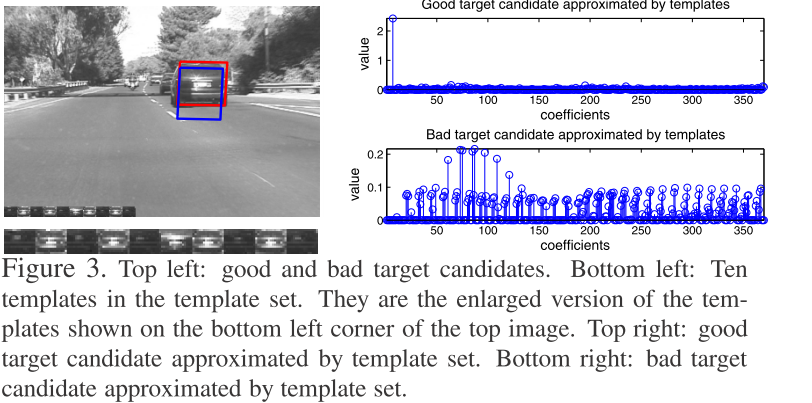 Good target candidate approximated by templates
2
1
0
value
50 100 150 200 250 300 350
coefficients
Bad target candidate approximated by templates
0.2
0.1
0
value
50 100 150 200 250 300 350
coefficients
Figure 3. Top left: good and bad target candidates. Bottom left: Ten
templates in the template set. They are the enlarged version of the tem-
plates shown on the bottom left corner of the top image. Top right: good
target candidate approximated by template set. Bottom right: bad target
candidate approximated by template set.